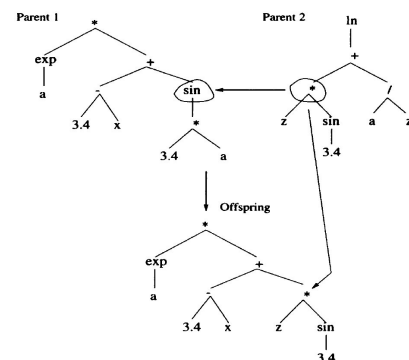 Parent 1
*
exp
+
a
-
sin
3.4
x
*
3.4
a
Parent 2
ln
+
*
/
z
sin
a
z
3.4
Offspring
*
exp
+
a
-
*
3.4
x
z
sin
3.4